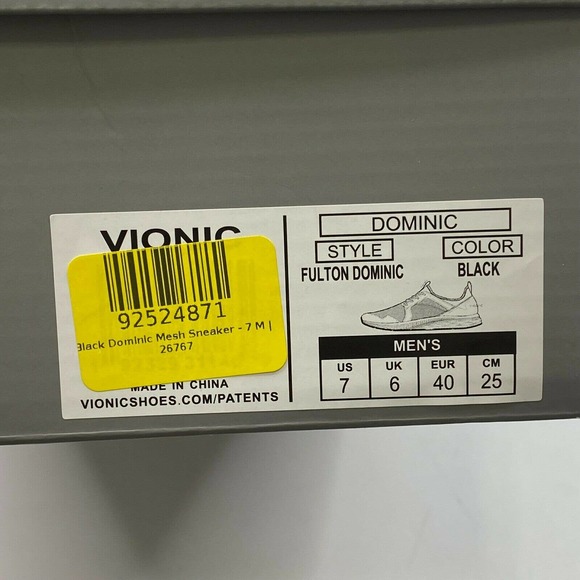 VIONIC
92524871
Black Dominic Mesh Sneaker - 7 M |
26767
MADE IN CHINA
VIONICSHOES.COM/PATENTS
DOMINIC
STYLE COLOR
FULTON DOMINIC BLACK
MEN'S
US UK EUR CM
7 6 40 25